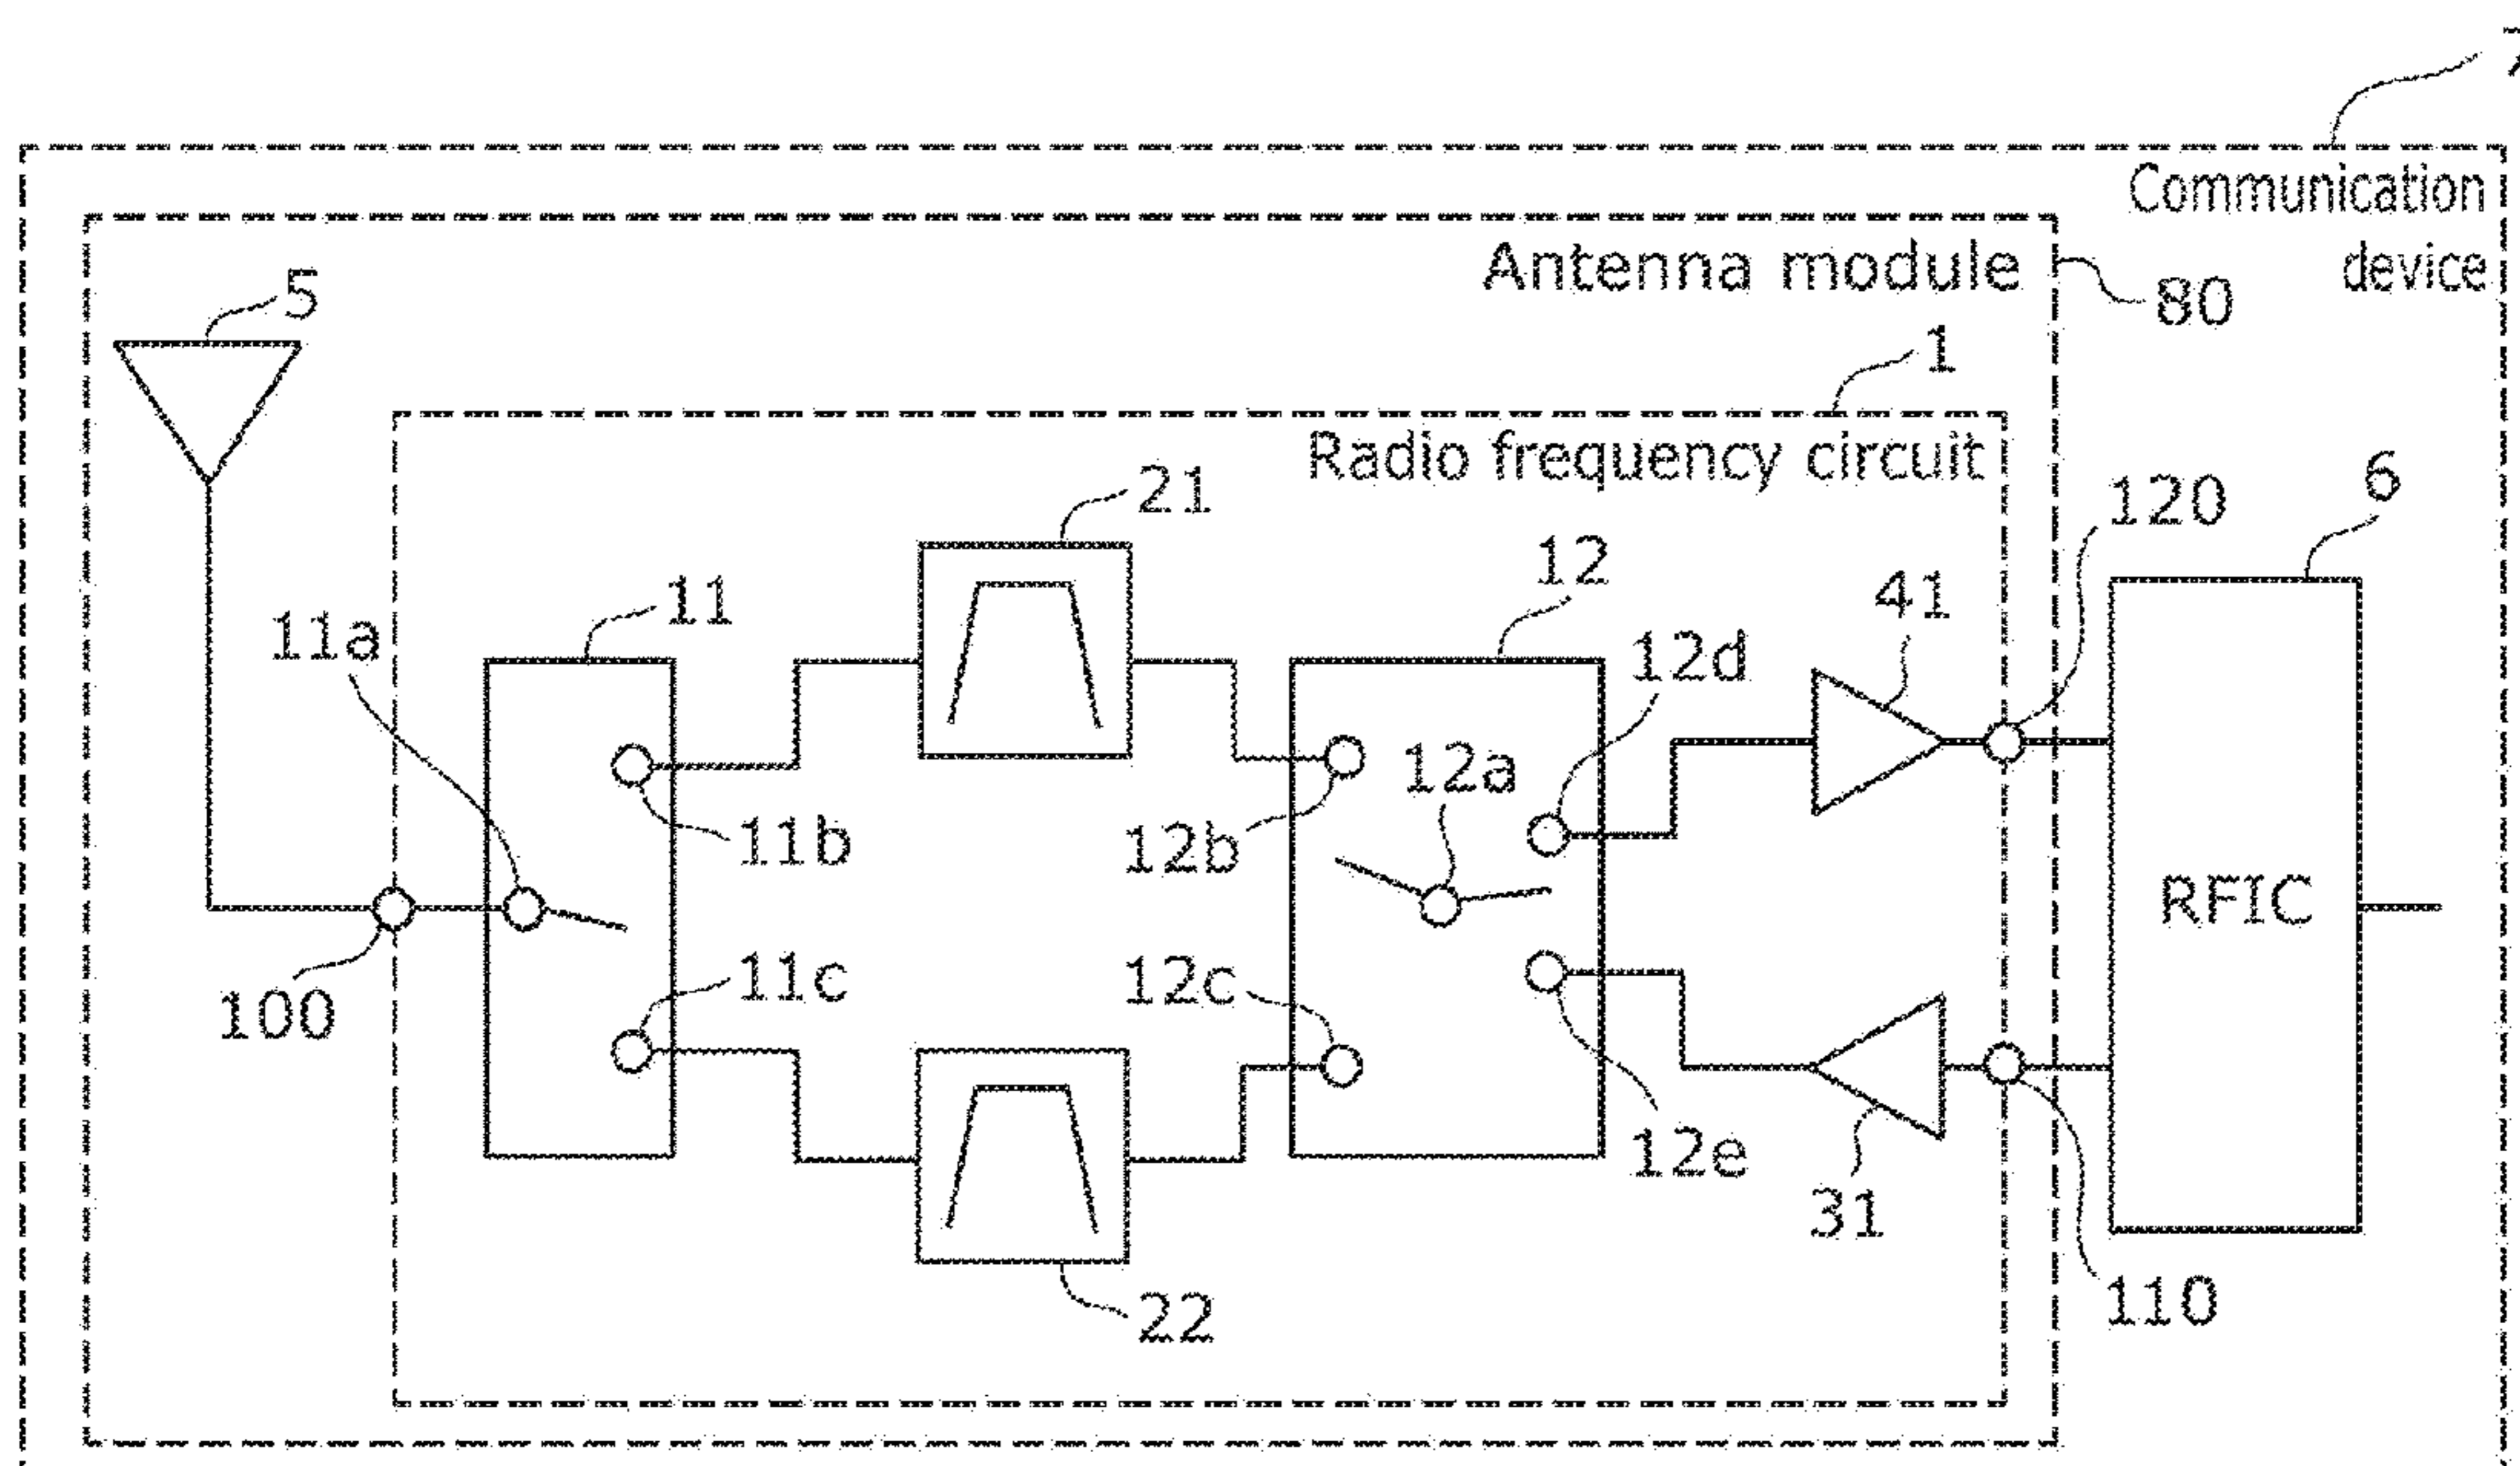 7
Communication
device
Antenna module
80
5
1
Radio frequency circuit
21
120
6
12
11
41
11a
12d
12a
11b
12b
RFIC
11c
12c
100
12e
31
110
22